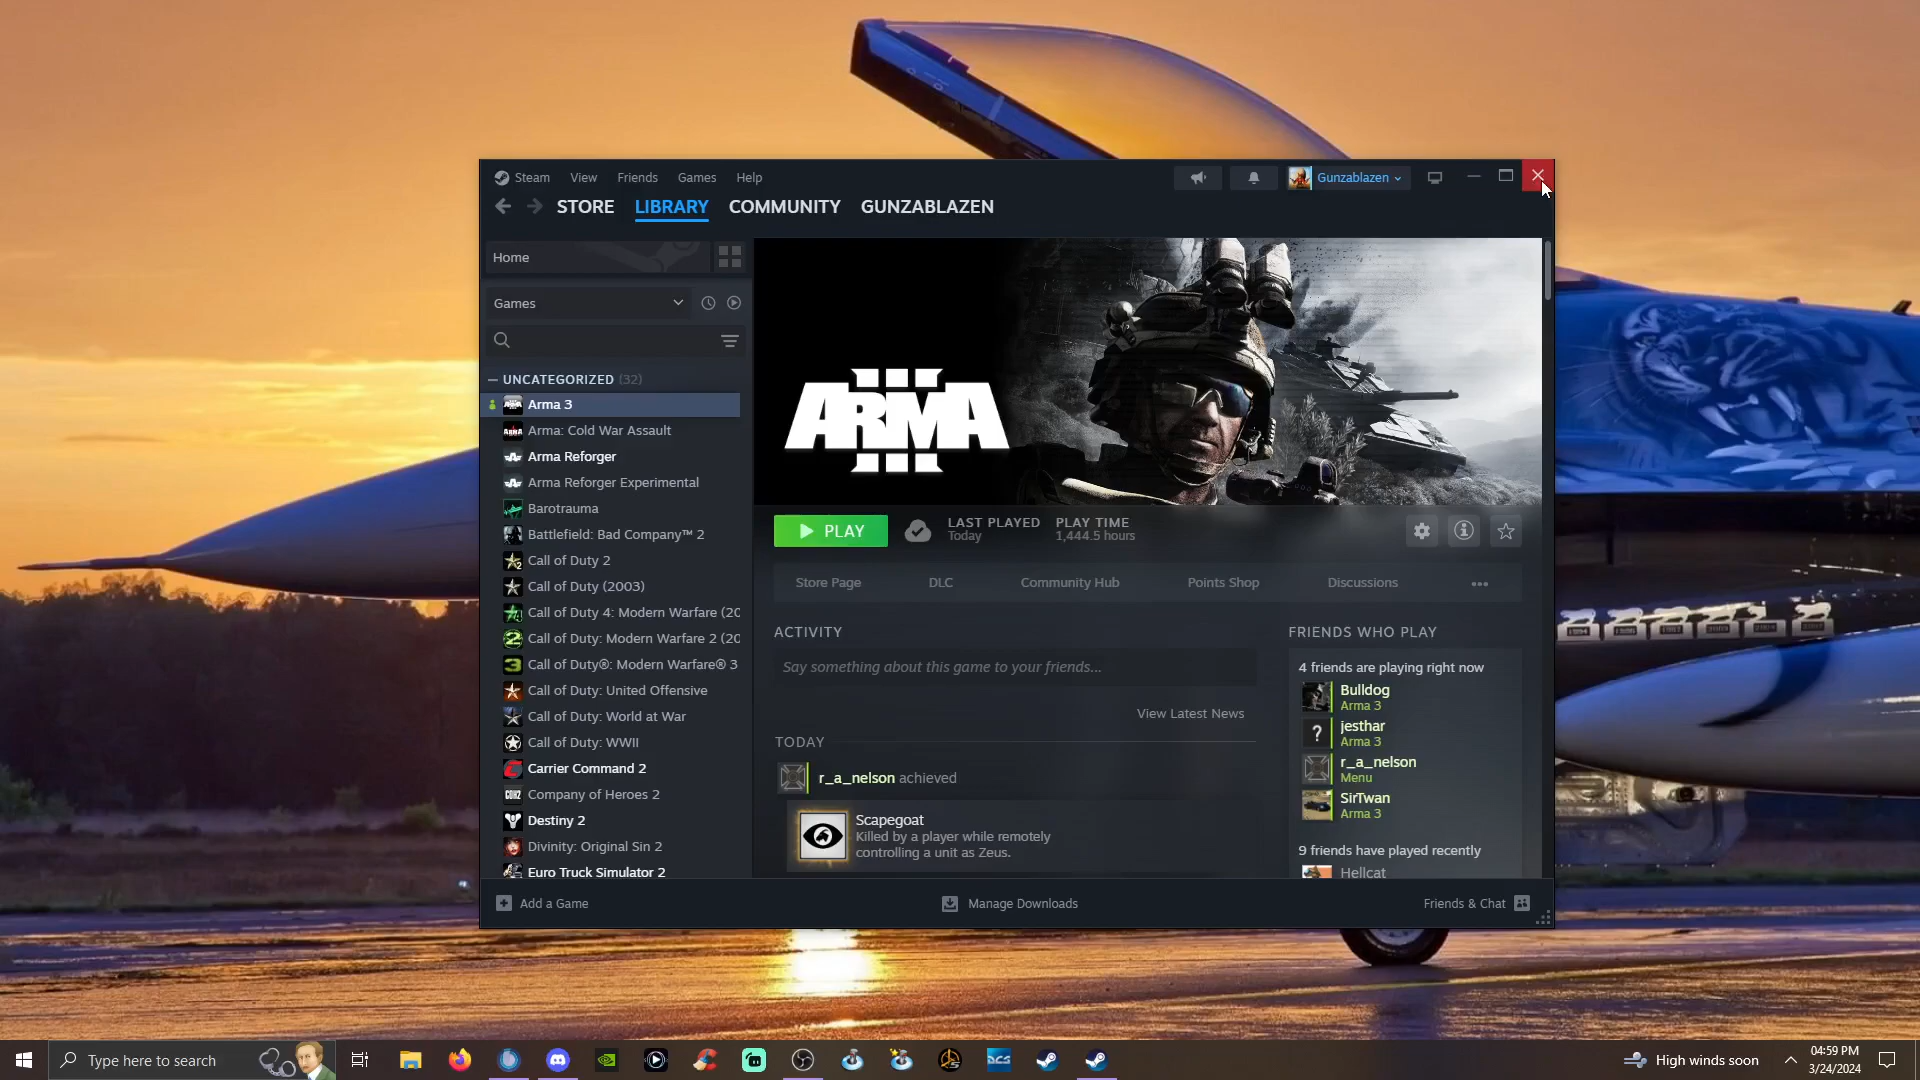 Steam View Friends Games Help Gunzablazen
STORE LIBRARY COMMUNITY GUNZABLAZEN
Home
Games
UNCATEGORIZED (32)
Arma 3
Arma: Cold War Assault
Arma Reforger
Arma Reforger Experimental
Barotrauma
Battlefield: Bad Company™ 2
Call of Duty 2
Call of Duty (2003)
Call of Duty 4: Modern Warfare (20
Call of Duty: Modern Warfare 2 (20
Call of Duty®: Modern Warfare® 3
Call of Duty: United Offensive
Call of Duty: World at War
Call of Duty: WWII
Carrier Command 2
Company of Heroes 2
Destiny 2
Divinity: Original Sin 2
Euro Truck Simulator 2
ARMA
III
PLAY
LAST PLAYED
Today
PLAY TIME
1,444.5 hours
Store Page DLC Community Hub Points Shop Discussions
ACTIVITY
Say something about this game to your friends...
View Latest News
TODAY
r_a_nelson achieved
Scapegoat
Killed by a player while remotely
controlling a unit as Zeus.
FRIENDS WHO PLAY
4 friends are playing right now
Bulldog
Arma 3
?
jesthar
Arma 3
r_a_nelson
Menu
SirTwan
Arma 3
9 friends have played recently
Hellcat
Add a Game Manage Downloads Friends & Chat
Type here to search
DCS
High winds soon
04:59 PM
3/24/2024